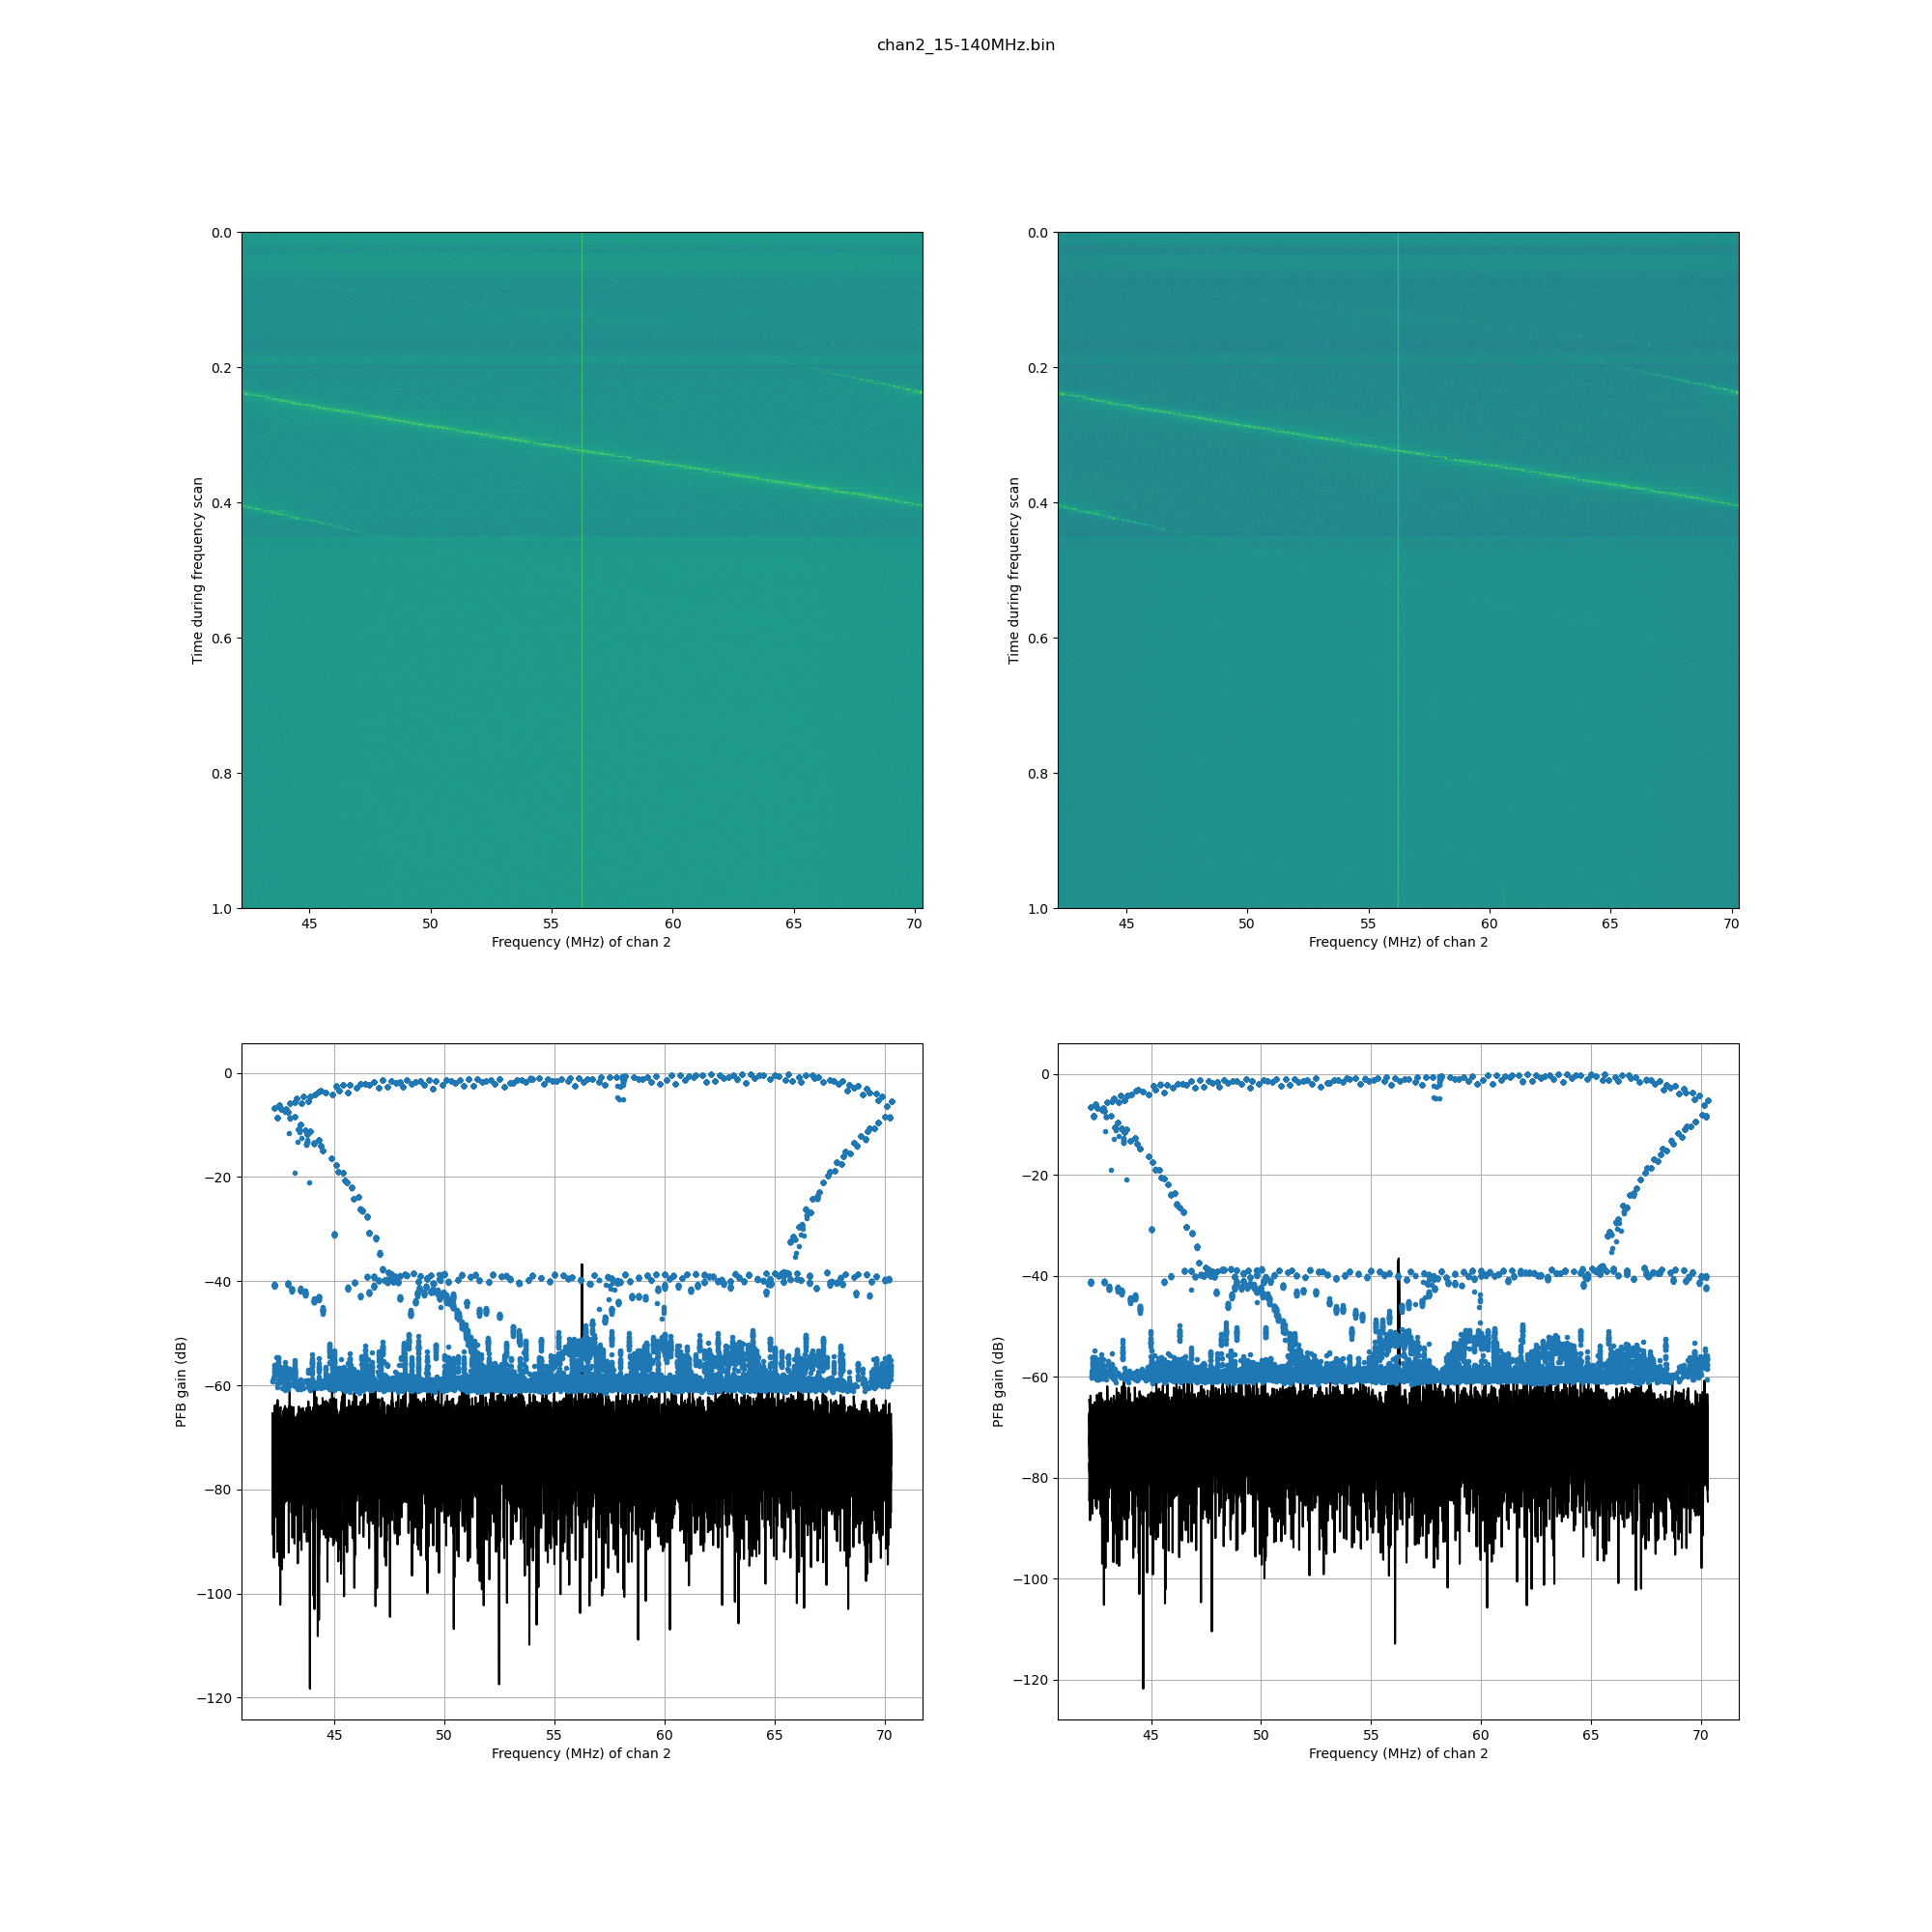 chan2_15-140MHz.bin
0.0
0.2
0.4
0.6
0.8
1.0
Time during frequency scan
45 50 55 60 65 70
Frequency (MHz) of chan 2
0.0
0.2
0.4
0.6
0.8
1.0
Time during frequency scan
45 50 55 60 65 70
Frequency (MHz) of chan 2
0
−20
−40
−60
−80
−100
−120
PFB gain (dB)
45 50 55 60 65 70
Frequency (MHz) of chan 2
0
−20
−40
−60
−80
−100
−120
PFB gain (dB)
45 50 55 60 65 70
Frequency (MHz) of chan 2